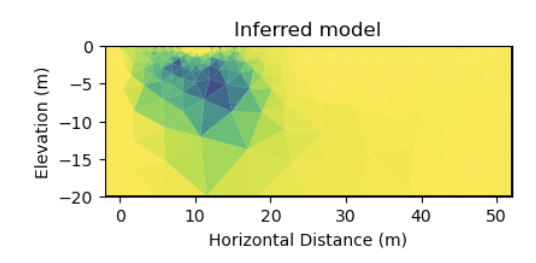 Inferred model
0
−5
−10
−15
−20
Elevation (m)
0 10 20 30 40 50
Horizontal Distance (m)